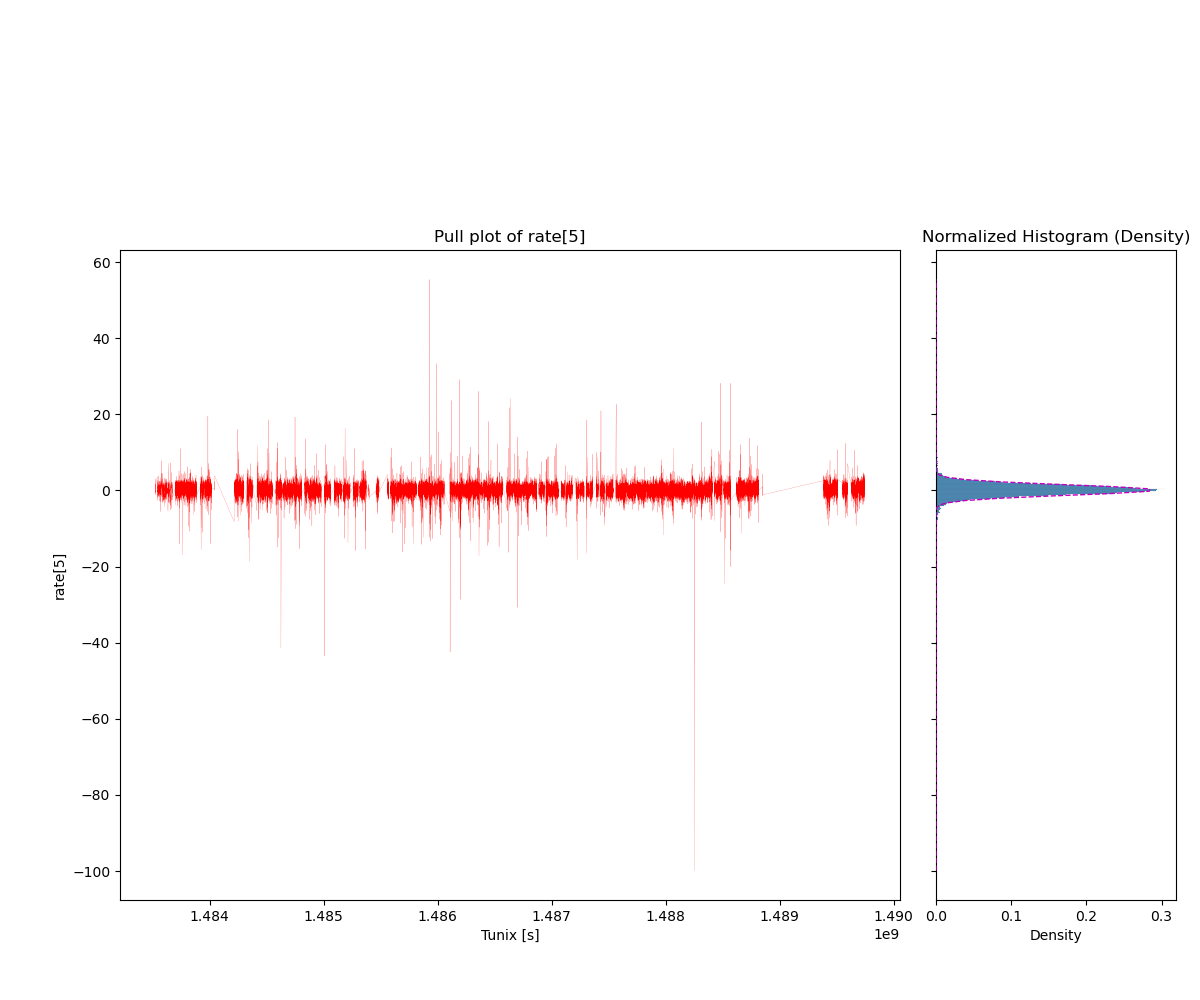 Pull plot of rate[5]
Normalized Histogram (Density)
60
40
20
0
−20
−40
−60
−80
−100
rate[5]
1.484 1.485 1.486 1.487 1.488 1.489 1.490
1e9
Tunix [s]
0.0 0.1 0.2 0.3
Density